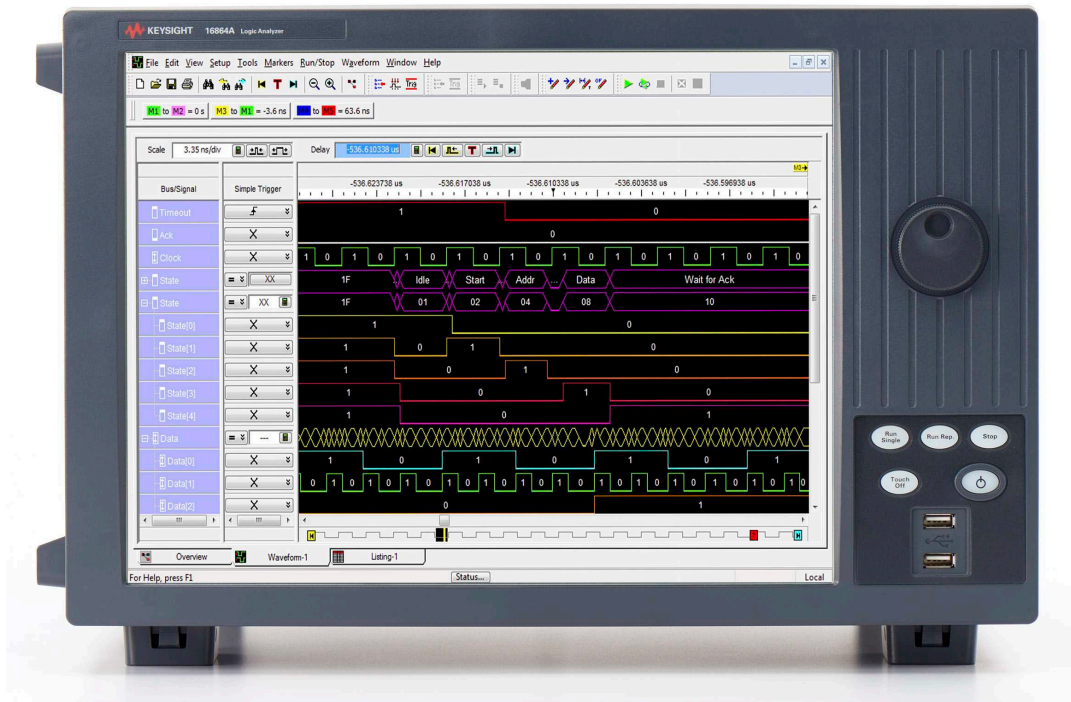 KEYSIGHT 16864A Logic Analyzer
File Edit View Setup Tools Markers Run/Stop Waveform Window Help
M1 to M2 = 0 s M3 to M1 = -3.6 ns to = 63.6 ns
Scale 3.35 ns/div Delay -536.610338 us
M3
Bus/Signal Simple Trigger -536.623738 us -536.617038 us -536.610338 us -536.603638 us -536.596938 us
Timeout 1 0
Ack X 0
Clock X 1 0 1 0 1 0 1 0 1 0 1 0 1 0 1 0 1 0 1 0
State = XX 1F Idle Start Addr ... Data Wait for Ack
State = XX 1F 01 02 04 08 10
State[0] X 1 0
State[1] X 1 0 1 0
State[2] X 1 0 1 0
State[3] X 1 0 1 0
State[4] X 1 0 1
Data = ---
Data[0] X 1 0 1 0 1 0 1
Data[1] X 0 1 0 1 0 1 0 1 0 1 0 1 0 1 0 1 0 1 0 1 0 1 0 1 0
Data[2] X 0 1
Overview Waveform-1 Listing-1
For Help, press F1 Status... Local
Run Single
Run Rep.
Stop
Touch Off